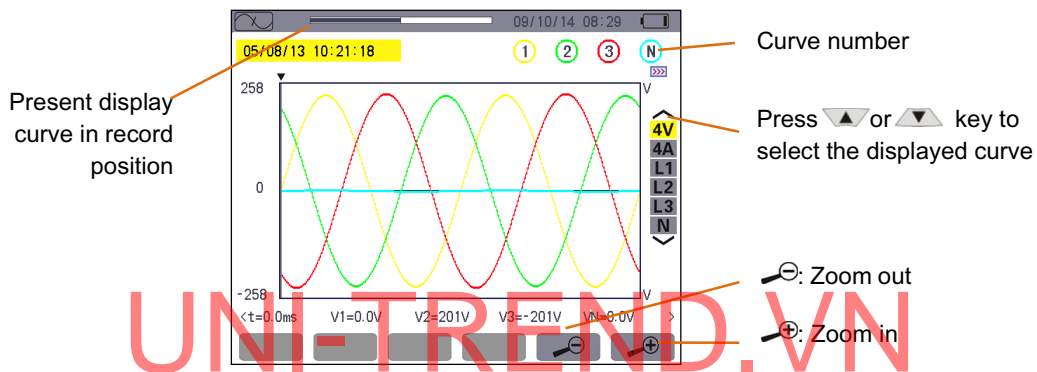 09/10/14 08:29
05/08/13 10:21:18
1 2 3 N
>>>
Curve number
Present display
curve in record
position
258
V
0
-258
V
4V
4A
L1
L2
L3
N
Press ▲ or ▼ key to
select the displayed curve
<t=0.0ms V1=0.0V V2=201V V3=-201V VN=0.0V >
: Zoom out
: Zoom in
UNI-TREND.VN